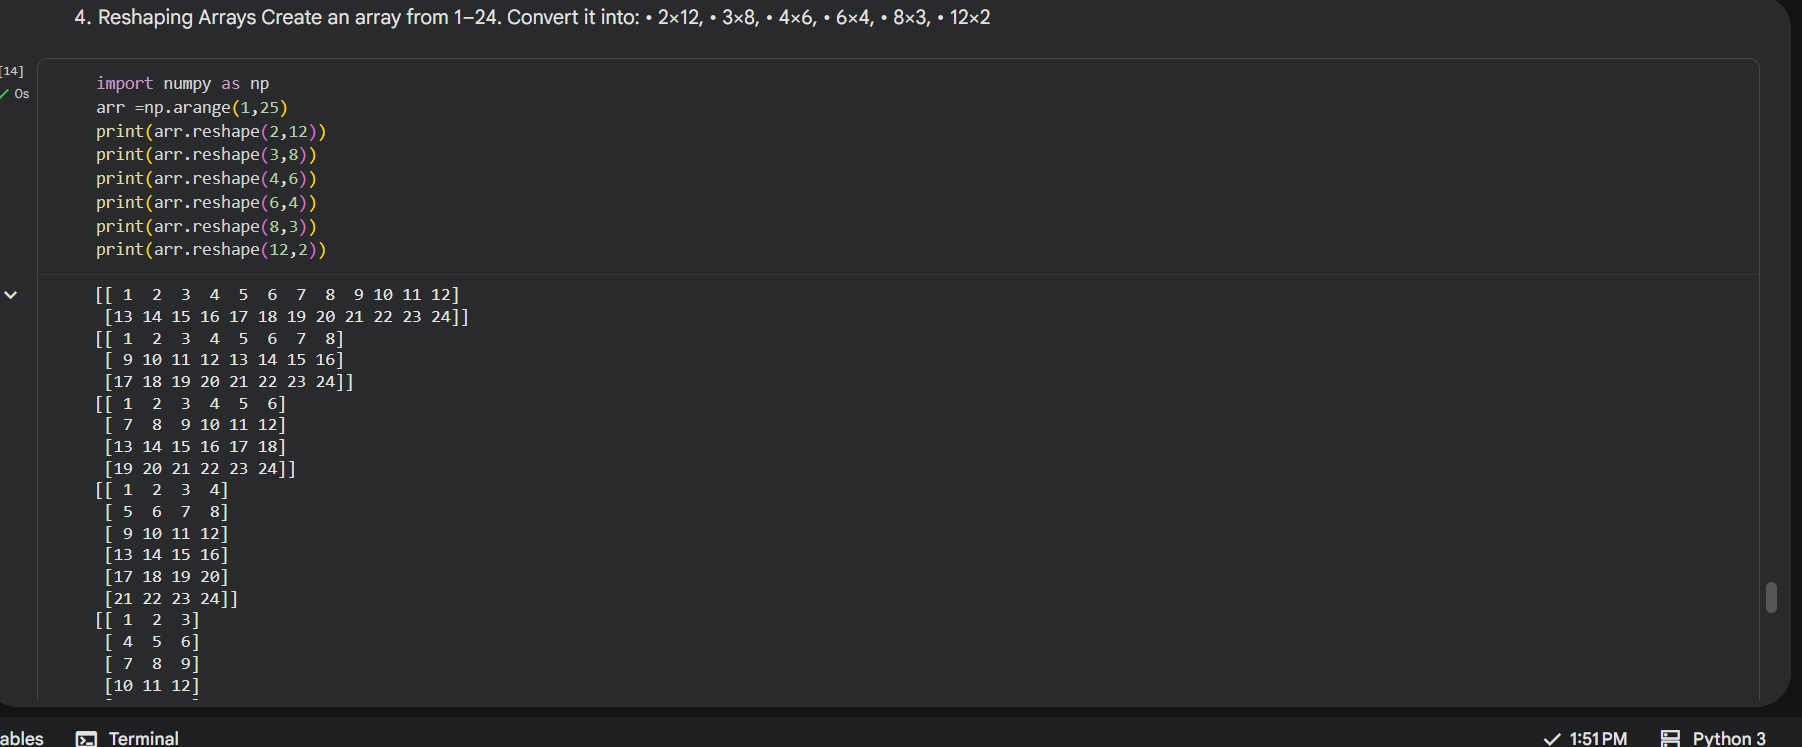 4. Reshaping Arrays Create an array from 1–24. Convert it into: • 2×12, • 3×8, • 4×6, • 6×4, • 8×3, • 12×2
[14]
0s
import numpy as np
arr =np.arange(1,25)
print(arr.reshape(2,12))
print(arr.reshape(3,8))
print(arr.reshape(4,6))
print(arr.reshape(6,4))
print(arr.reshape(8,3))
print(arr.reshape(12,2))
[[ 1  2  3  4  5  6  7  8  9 10 11 12]
 [13 14 15 16 17 18 19 20 21 22 23 24]]
[[ 1  2  3  4  5  6  7  8]
 [ 9 10 11 12 13 14 15 16]
 [17 18 19 20 21 22 23 24]]
[[ 1  2  3  4  5  6]
 [ 7  8  9 10 11 12]
 [13 14 15 16 17 18]
 [19 20 21 22 23 24]]
[[ 1  2  3  4]
 [ 5  6  7  8]
 [ 9 10 11 12]
 [13 14 15 16]
 [17 18 19 20]
 [21 22 23 24]]
[[ 1  2  3]
 [ 4  5  6]
 [ 7  8  9]
 [10 11 12]
ables
Terminal
1:51 PM
Python 3